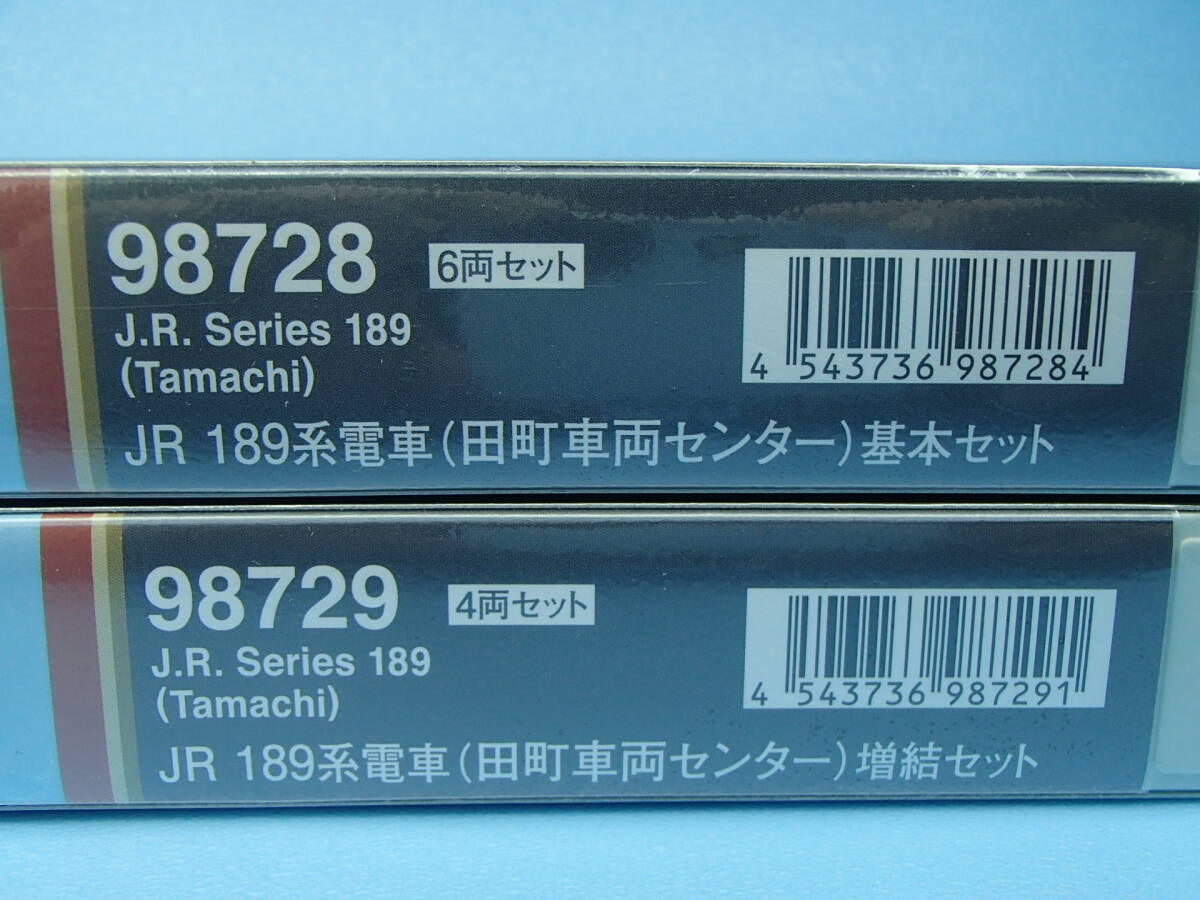 98728 6両セット
J.R. Series 189
(Tamachi)
4 543736 987284
JR 189系電車(田町車両センター)基本セット
98729 4両セット
J.R. Series 189
(Tamachi)
4 543736 987291
JR 189系電車(田町車両センター)増結セット